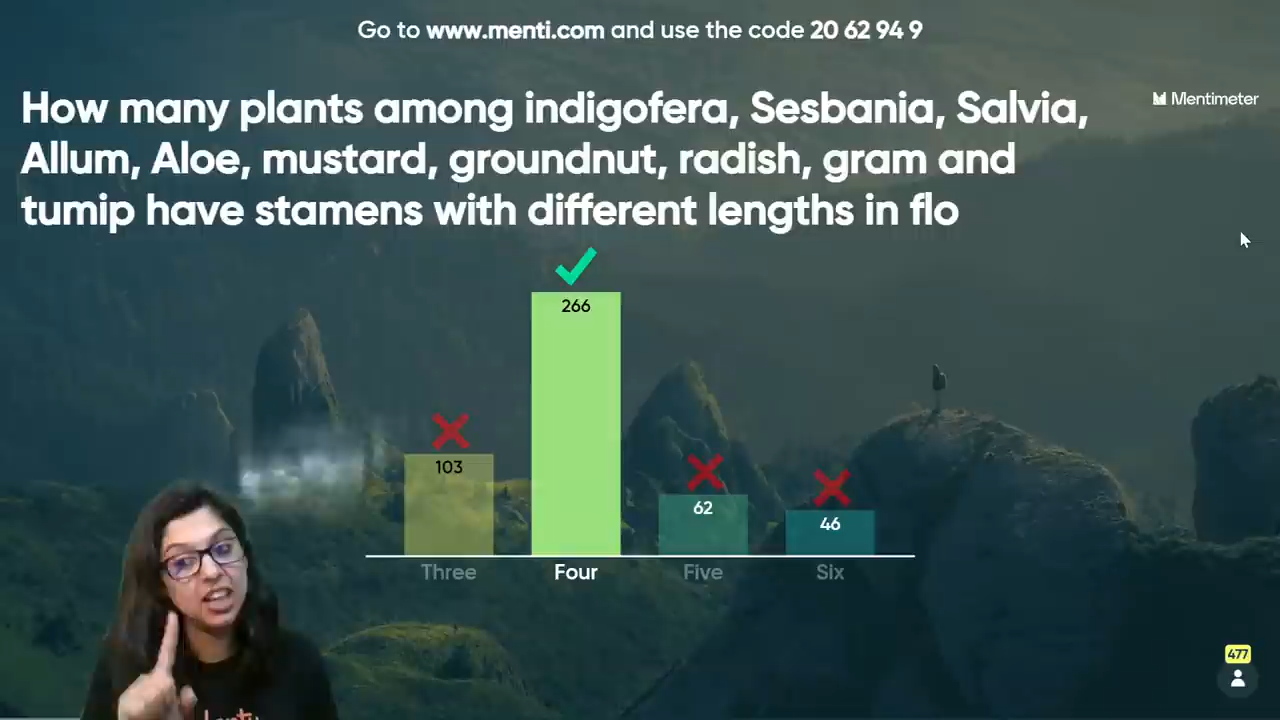 Go to www.menti.com and use the code 20 62 94 9
Mentimeter
How many plants among indigofera, Sesbania, Salvia,
Allum, Aloe, mustard, groundnut, radish, gram and
tumip have stamens with different lengths in flo
266
103
62
46
Three
Four
Five
Six
477